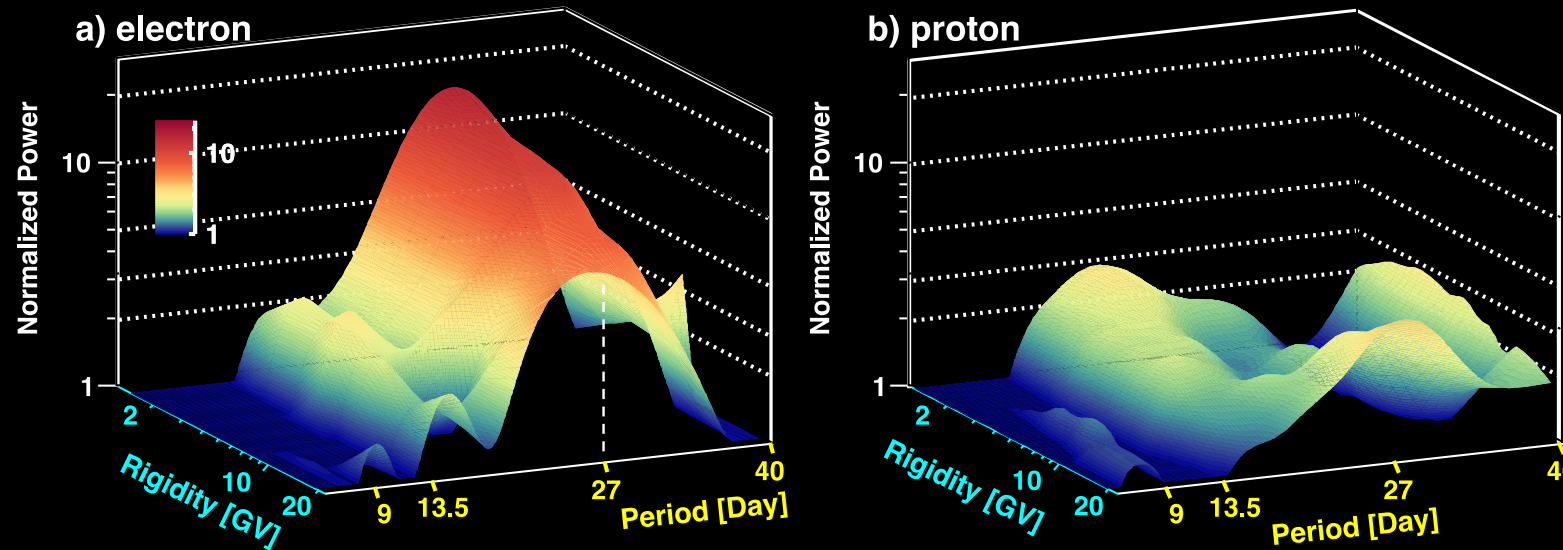 a) electron
Normalized Power
10
1
10
1
2
10
20
Rigidity [GV]
9
13.5
27
40
Period [Day]
b) proton
Normalized Power
10
1
2
10
20
Rigidity [GV]
9
13.5
27
4
Period [Day]